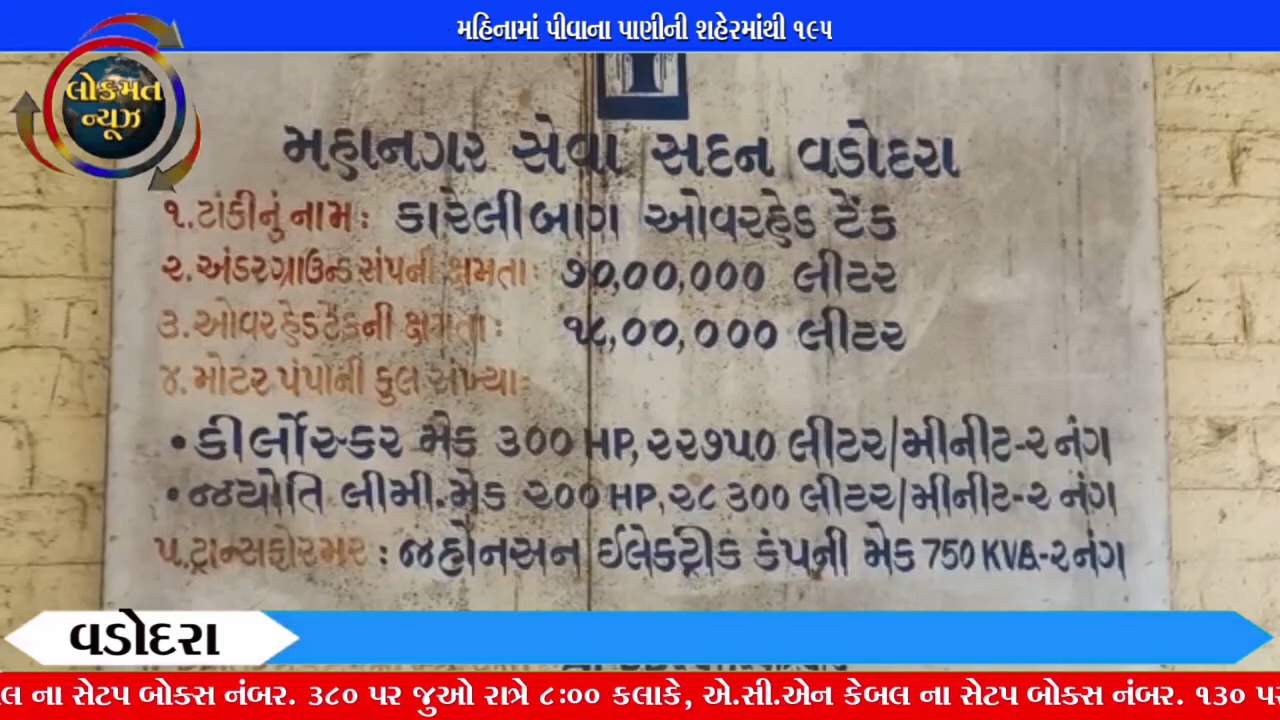 મહિનામાં પીવાના પાણીની શહેરમાંથી ૧૯૫
લોકમત
ન્યૂઝ
મહાનગર સેવા સદન વડોદરા
૧. ટાંકીનું નામ: કારેલીબાગ ઓવરહેડ ટેંક
૨. અંડરગ્રાઉન્ડ સંપની ક્ષમતા: ૭૦,૦૦,૦૦૦ લીટર
૩. ઓવરહેડ ટેંકની ક્ષમતા: ૧૮,૦૦,૦૦૦ લીટર
૪. મોટર પંપોની કુલ સંખ્યા:
• કીર્લોસ્કર મેક ૩૦૦ HP, ૨૨૭૫૦ લીટર/મીનીટ-૨ નંગ
• જ્યોતિ લીમી. મેક ૨૦૦ HP, ૨૮૩૦૦ લીટર/મીનીટ-૨ નંગ
૫. ટ્રાન્સફોરમર: જહોનસન ઈલેકટ્રીક કંપની મેક 750 KVA-૨નંગ
વડોદરા
લ ના સેટપ બોક્સ નંબર. ૩૮૦ પર જુઓ રાત્રે ૮:૦૦ કલાકે, એ.સી.એન કેબલ ના સેટપ બોક્સ નંબર. ૧૩૦ પર